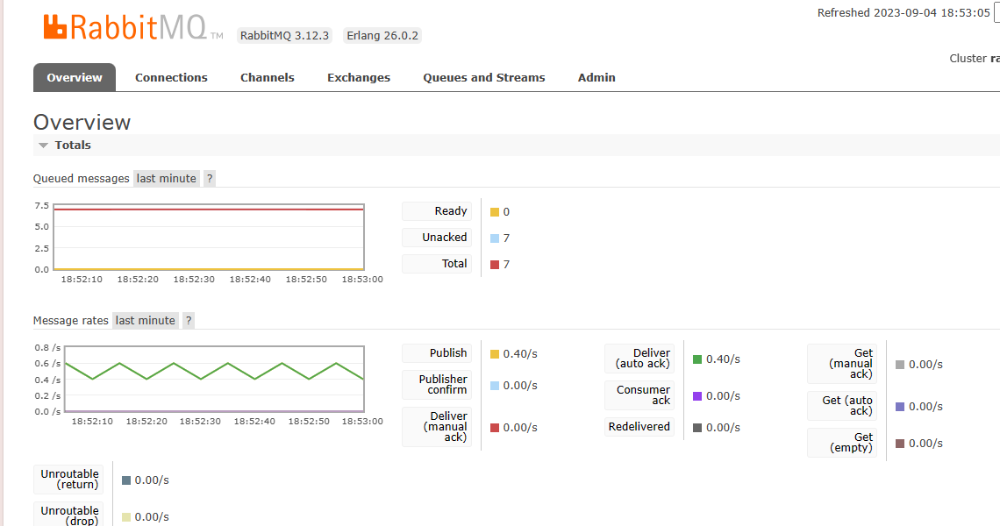 Refreshed 2023-09-04 18:53:05
RabbitMQ TM RabbitMQ 3.12.3 Erlang 26.0.2
Cluster ra
Overview Connections Channels Exchanges Queues and Streams Admin
Overview
Totals
Queued messages last minute ?
7.5
5.0
2.5
0.0
18:52:10 18:52:20 18:52:30 18:52:40 18:52:50 18:53:00
Ready 0
Unacked 7
Total 7
Message rates last minute ?
0.8 /s
0.6 /s
0.4 /s
0.2 /s
0.0 /s
18:52:10 18:52:20 18:52:30 18:52:40 18:52:50 18:53:00
Publish 0.40/s
Publisher
confirm 0.00/s
Deliver
(manual
ack) 0.00/s
Deliver
(auto ack) 0.40/s
Consumer
ack 0.00/s
Redelivered 0.00/s
Get
(manual
ack) 0.00/s
Get (auto
ack) 0.00/s
Get
(empty) 0.00/s
Unroutable
(return) 0.00/s
Unroutable
(drop) 0.00/s